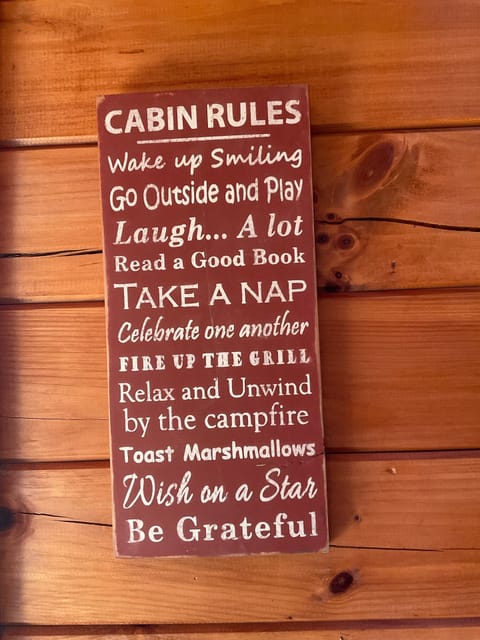 CABIN RULES
Wake up Smiling
Go Outside and Play
Laugh... A lot
Read a Good Book
TAKE A NAP
Celebrate one another
FIRE UP THE GRILL
Relax and Unwind
by the campfire
Toast Marshmallows
Wish on a Star
Be Grateful